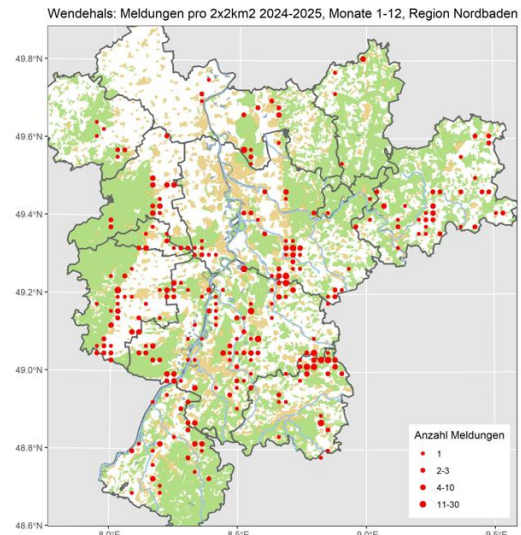 Wendehals: Meldungen pro 2x2km2 2024-2025, Monate 1-12, Region Nordbaden
49.8°N
49.6°N
49.4°N
49.2°N
49.0°N
48.8°N
48.6°N
Anzahl Meldungen
1
2-3
4-10
11-30
8.0°E
8.5°E
9.0°E
9.5°E